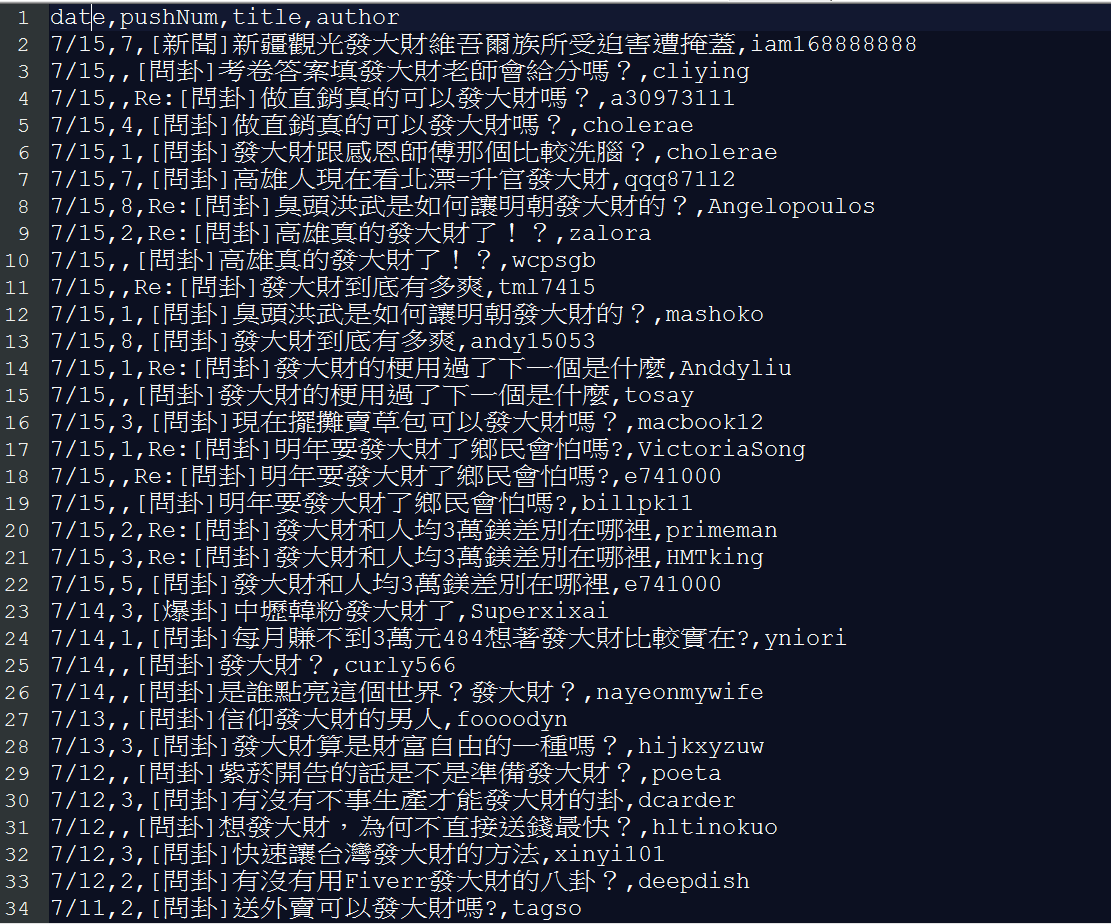 1 date,pushNum,title,author
2 7/15,7,[新聞]新疆觀光發大財維吾爾族所受迫害遭掩蓋,iam168888888
3 7/15,,[問卦]考卷答案填發大財老師會給分嗎？,cliying
4 7/15,,Re:[問卦]做直銷真的可以發大財嗎？,a30973111
5 7/15,4,[問卦]做直銷真的可以發大財嗎？,cholerae
6 7/15,1,[問卦]發大財跟感恩師傅那個比較洗腦？,cholerae
7 7/15,7,[問卦]高雄人現在看北漂=升官發大財,qqq87112
8 7/15,8,Re:[問卦]臭頭洪武是如何讓明朝發大財的？,Angelopoulos
9 7/15,2,Re:[問卦]高雄真的發大財了！？,zalora
10 7/15,,[問卦]高雄真的發大財了！？,wcpsgb
11 7/15,,Re:[問卦]發大財到底有多爽,tml7415
12 7/15,1,[問卦]臭頭洪武是如何讓明朝發大財的？,mashoko
13 7/15,8,[問卦]發大財到底有多爽,andy15053
14 7/15,1,Re:[問卦]發大財的梗用過了下一個是什麼,Anddyliu
15 7/15,,[問卦]發大財的梗用過了下一個是什麼,tosay
16 7/15,3,[問卦]現在擺攤賣草包可以發大財嗎？,macbook12
17 7/15,1,Re:[問卦]明年要發大財了鄉民會怕嗎?,VictoriaSong
18 7/15,,Re:[問卦]明年要發大財了鄉民會怕嗎?,e741000
19 7/15,,[問卦]明年要發大財了鄉民會怕嗎?,billpk11
20 7/15,2,Re:[問卦]發大財和人均3萬鎂差別在哪裡,primeman
21 7/15,3,Re:[問卦]發大財和人均3萬鎂差別在哪裡,HMTking
22 7/15,5,[問卦]發大財和人均3萬鎂差別在哪裡,e741000
23 7/14,3,[爆卦]中壢韓粉發大財了,Superxixai
24 7/14,1,[問卦]每月賺不到3萬元484想著發大財比較實在?,yniori
25 7/14,,[問卦]發大財？,curly566
26 7/14,,[問卦]是誰點亮這個世界？發大財？,nayeonmywife
27 7/13,,[問卦]信仰發大財的男人,foooodyn
28 7/13,3,[問卦]發大財算是財富自由的一種嗎？,hijkxyzuw
29 7/12,,[問卦]紫菸開告的話是不是準備發大財？,poeta
30 7/12,3,[問卦]有沒有不事生產才能發大財的卦,dcarder
31 7/12,,[問卦]想發大財，為何不直接送錢最快？,hltinokuo
32 7/12,3,[問卦]快速讓台灣發大財的方法,xinyi101
33 7/12,2,[問卦]有沒有用Fiverr發大財的八卦？,deepdish
34 7/11,2,[問卦]送外賣可以發大財嗎?,tagso